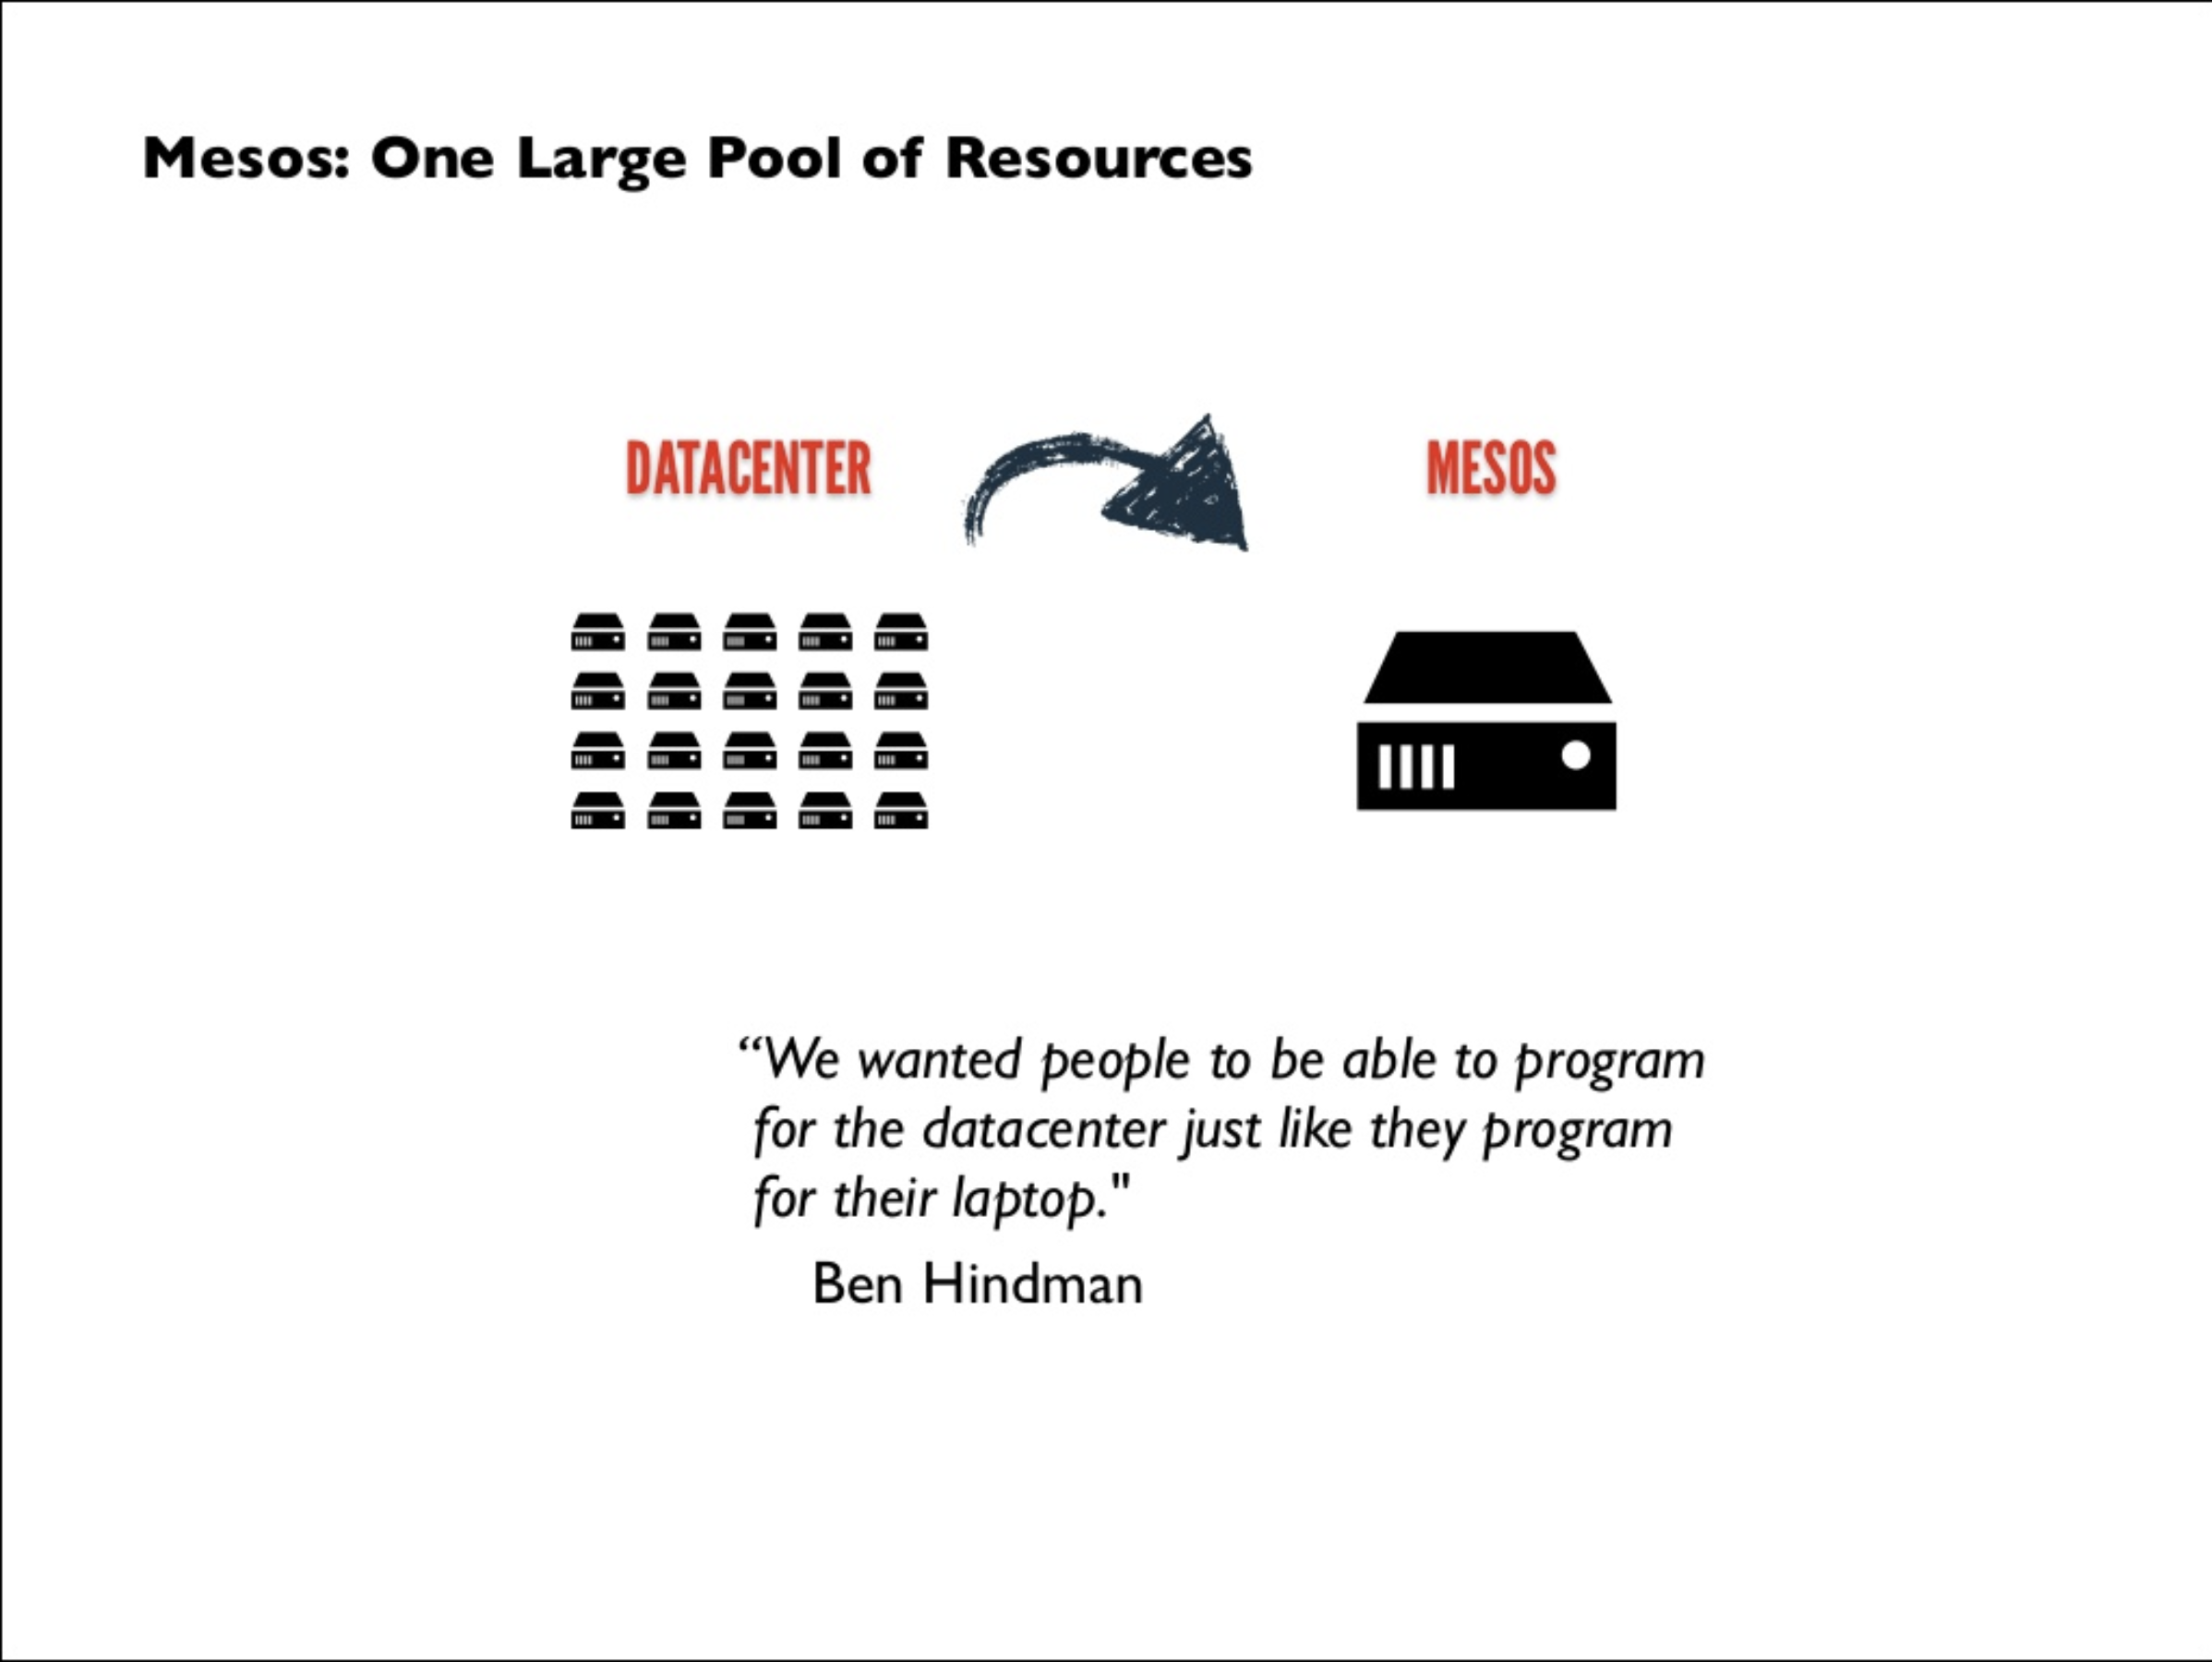 Mesos: One Large Pool of Resources
DATACENTER
MESOS
“We wanted people to be able to program
for the datacenter just like they program
for their laptop."
Ben Hindman